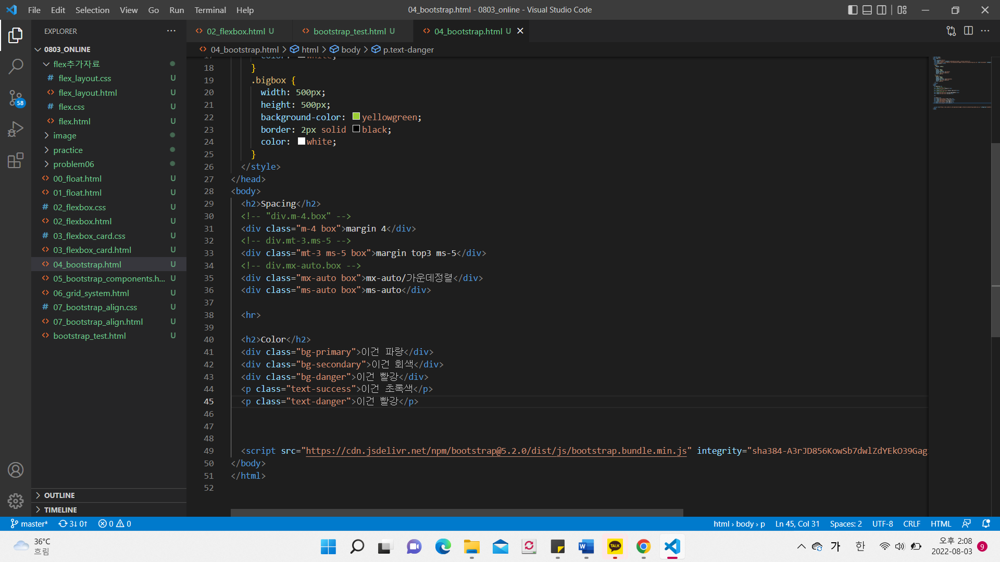 File Edit Selection View Go Run Terminal Help
04_bootstrap.html - 0803_online - Visual Studio Code
EXPLORER
0803_ONLINE
flex추가자료
flex_layout.css U
flex_layout.html U
flex.css U
flex.html U
image
practice
problem06
00_float.html U
01_float.html U
02_flexbox.css U
02_flexbox.html U
03_flexbox_card.css U
03_flexbox_card.html U
04_bootstrap.html U
05_bootstrap_components.h... U
06_grid_system.html U
07_bootstrap_align.css U
07_bootstrap_align.html U
bootstrap_test.html U
OUTLINE
TIMELINE
58
02_flexbox.html U
bootstrap_test.html U
04_bootstrap.html U
04_bootstrap.html > html > body > p.text-danger
17 color: white;
18 }
19 .bigbox {
20 width: 500px;
21 height: 500px;
22 background-color: yellowgreen;
23 border: 2px solid black;
24 color: white;
25 }
26 </style>
27 </head>
28 <body>
29 <h2>Spacing</h2>
30 <!-- "div.m-4.box" -->
31 <div class="m-4 box">margin 4</div>
32 <!-- div.mt-3.ms-5 -->
33 <div class="mt-3 ms-5 box">margin top3 ms-5</div>
34 <!-- div.mx-auto.box -->
35 <div class="mx-auto box">mx-auto/가운데정렬</div>
36 <div class="ms-auto box">ms-auto</div>
37
38 <hr>
39
40 <h2>Color</h2>
41 <div class="bg-primary">이건 파랑</div>
42 <div class="bg-secondary">이건 회색</div>
43 <div class="bg-danger">이건 빨강</div>
44 <p class="text-success">이건 초록색</p>
45 <p class="text-danger">이건 빨강</p>
46
47
48
49 <script src="https://cdn.jsdelivr.net/npm/bootstrap@5.2.0/dist/js/bootstrap.bundle.min.js" integrity="sha384-A3rJD856KowSb7dwlZdYEkO39Gag
50 </body>
51 </html>
52
master* 3↓ 0↑ 0 0
html > body > p Ln 45, Col 31 Spaces: 2 UTF-8 CRLF HTML
36°C
흐림
TALK
가 한
오후 2:08
2022-08-03
9